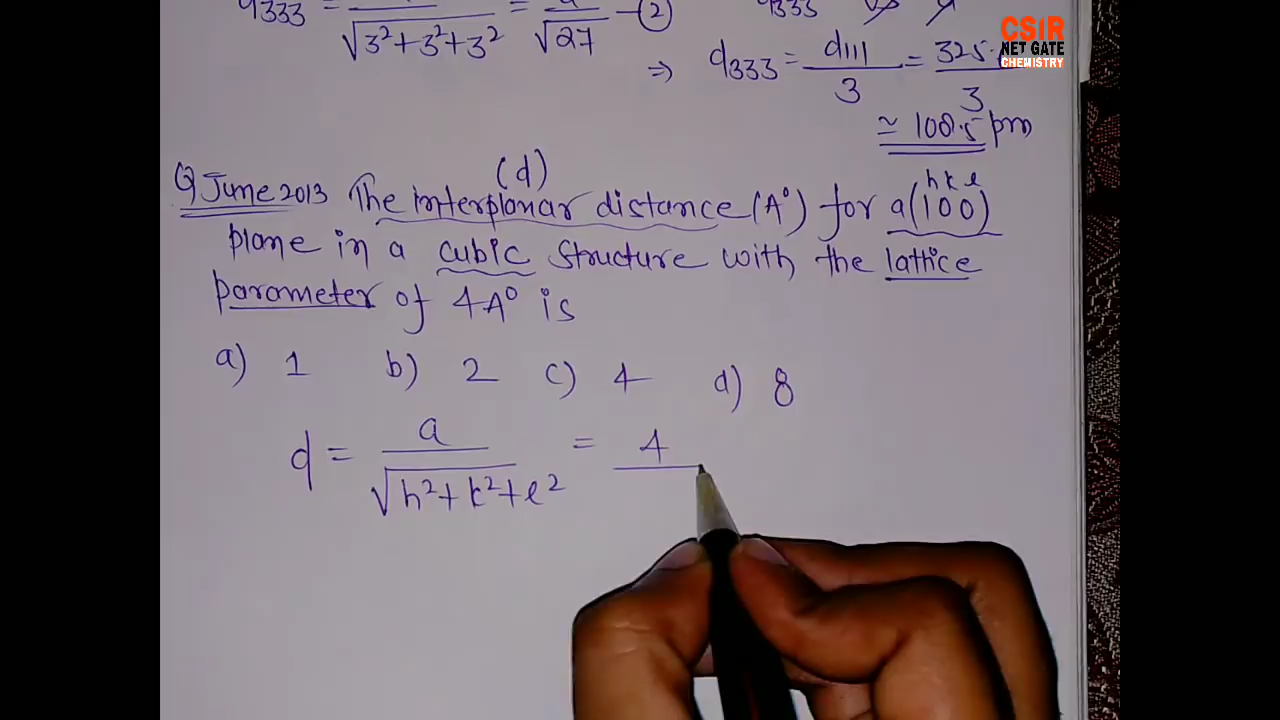 d333 = √3²+3²+3² = √27 -② d333
CSIR
NET GATE
CHEMISTRY
⇒ d333 = d111/3 = 325./3
≃ 108.5 pm
(d)
Q June 2013 The interplanar distance (A°) for a (100)
h k l
plane in a cubic structure with the lattice
parameter of 4A° is
a) 1 b) 2 c) 4 d) 8
d = a/√h²+k²+l² = 4